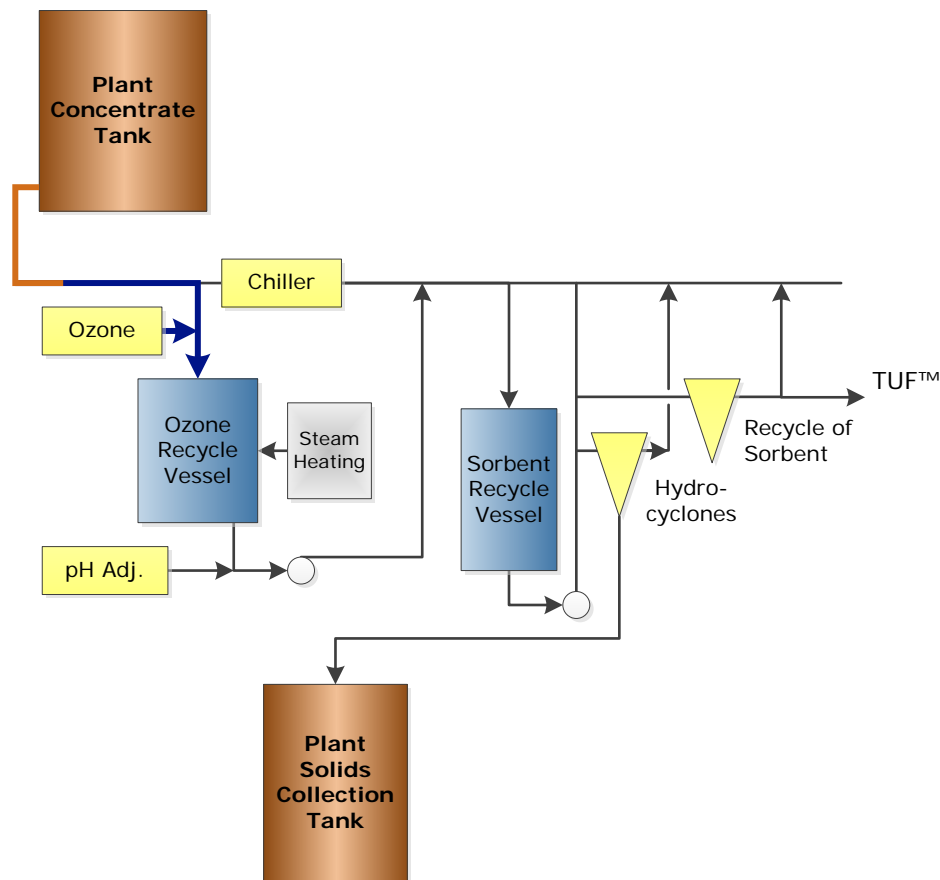 Plant
Concentrate
Tank
Chiller
Ozone
TUF™
Ozone
Recycle
Vessel
Steam
Heating
Sorbent
Recycle
Vessel
Recycle of
Sorbent
Hydro-
cyclones
pH Adj.
Plant
Solids
Collection
Tank